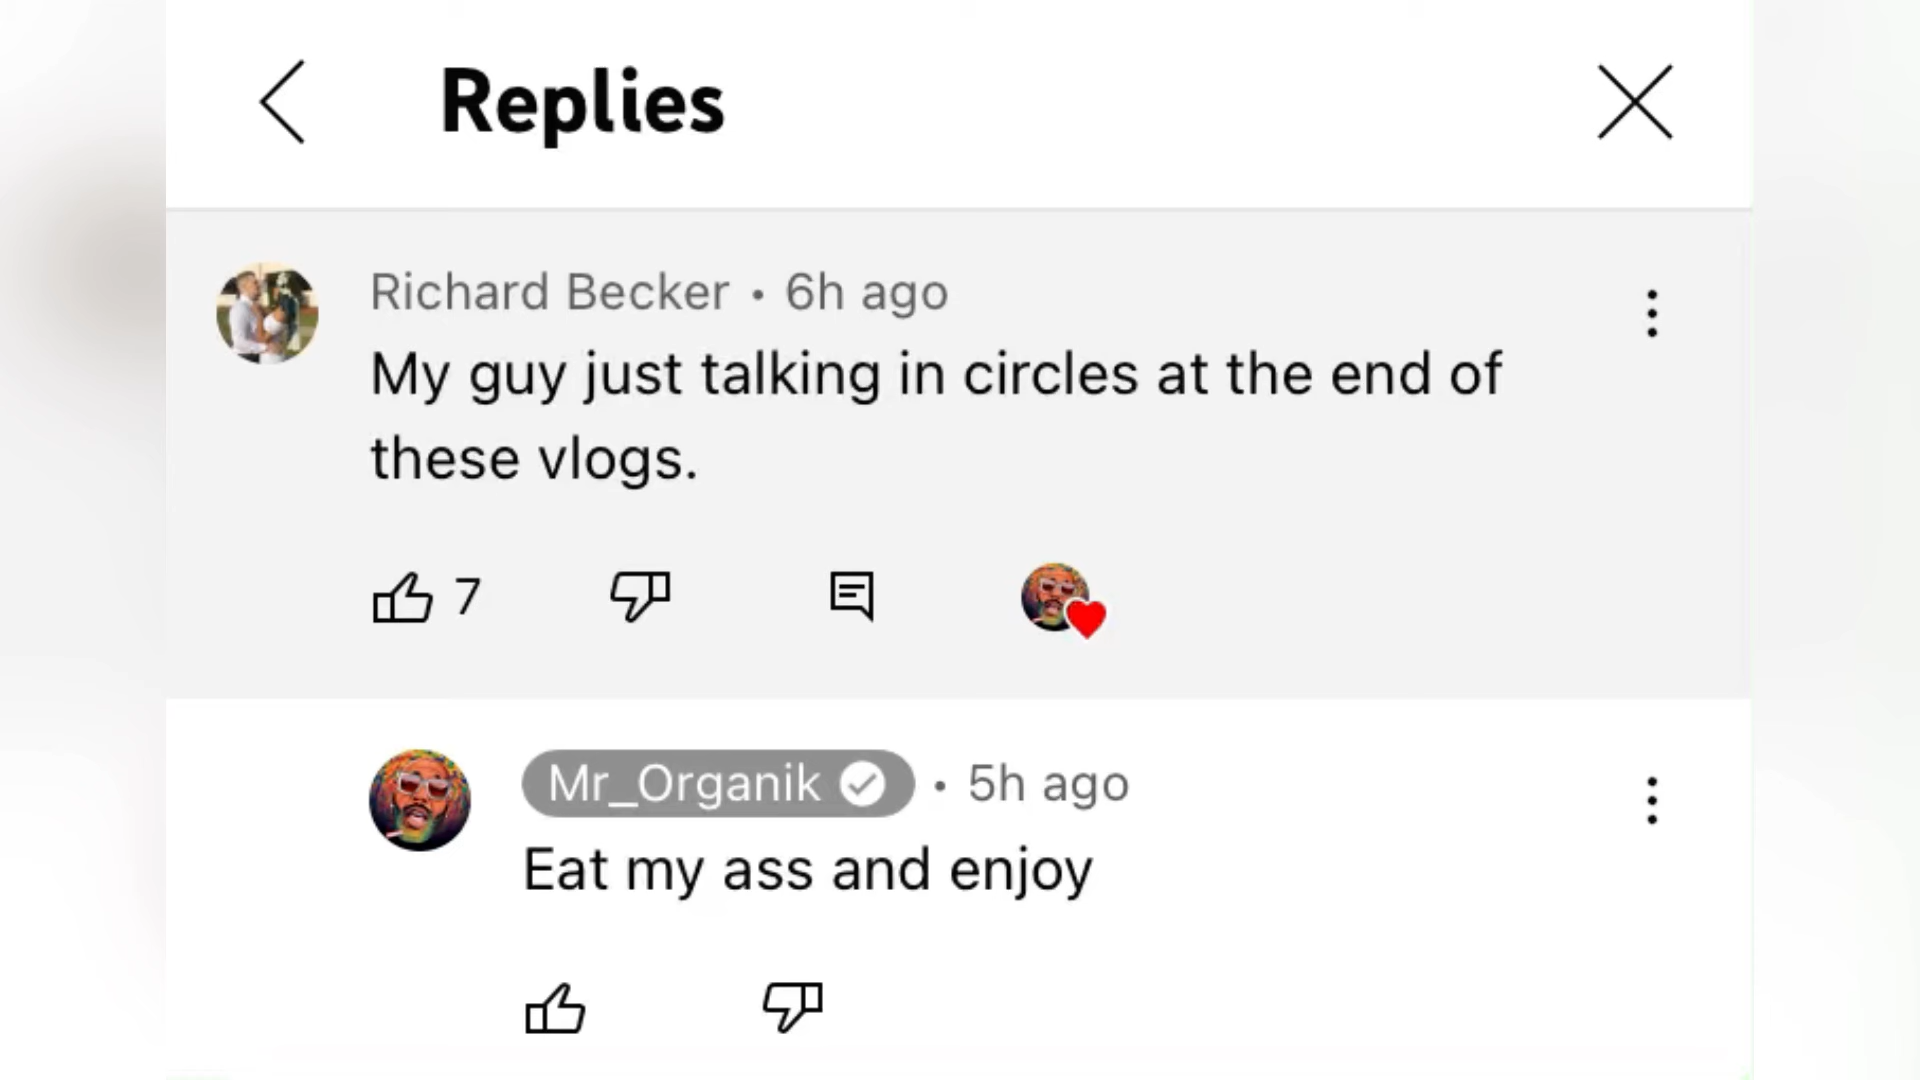 Replies
Richard Becker • 6h ago
My guy just talking in circles at the end of
these vlogs.
7
Mr_Organik • 5h ago
Eat my ass and enjoy